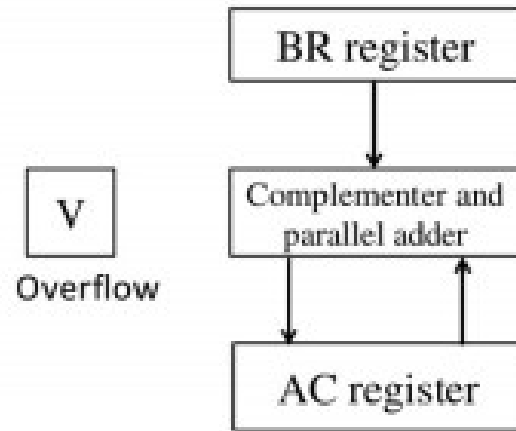 BR register
V
Complementer and
parallel adder
Overflow
AC register